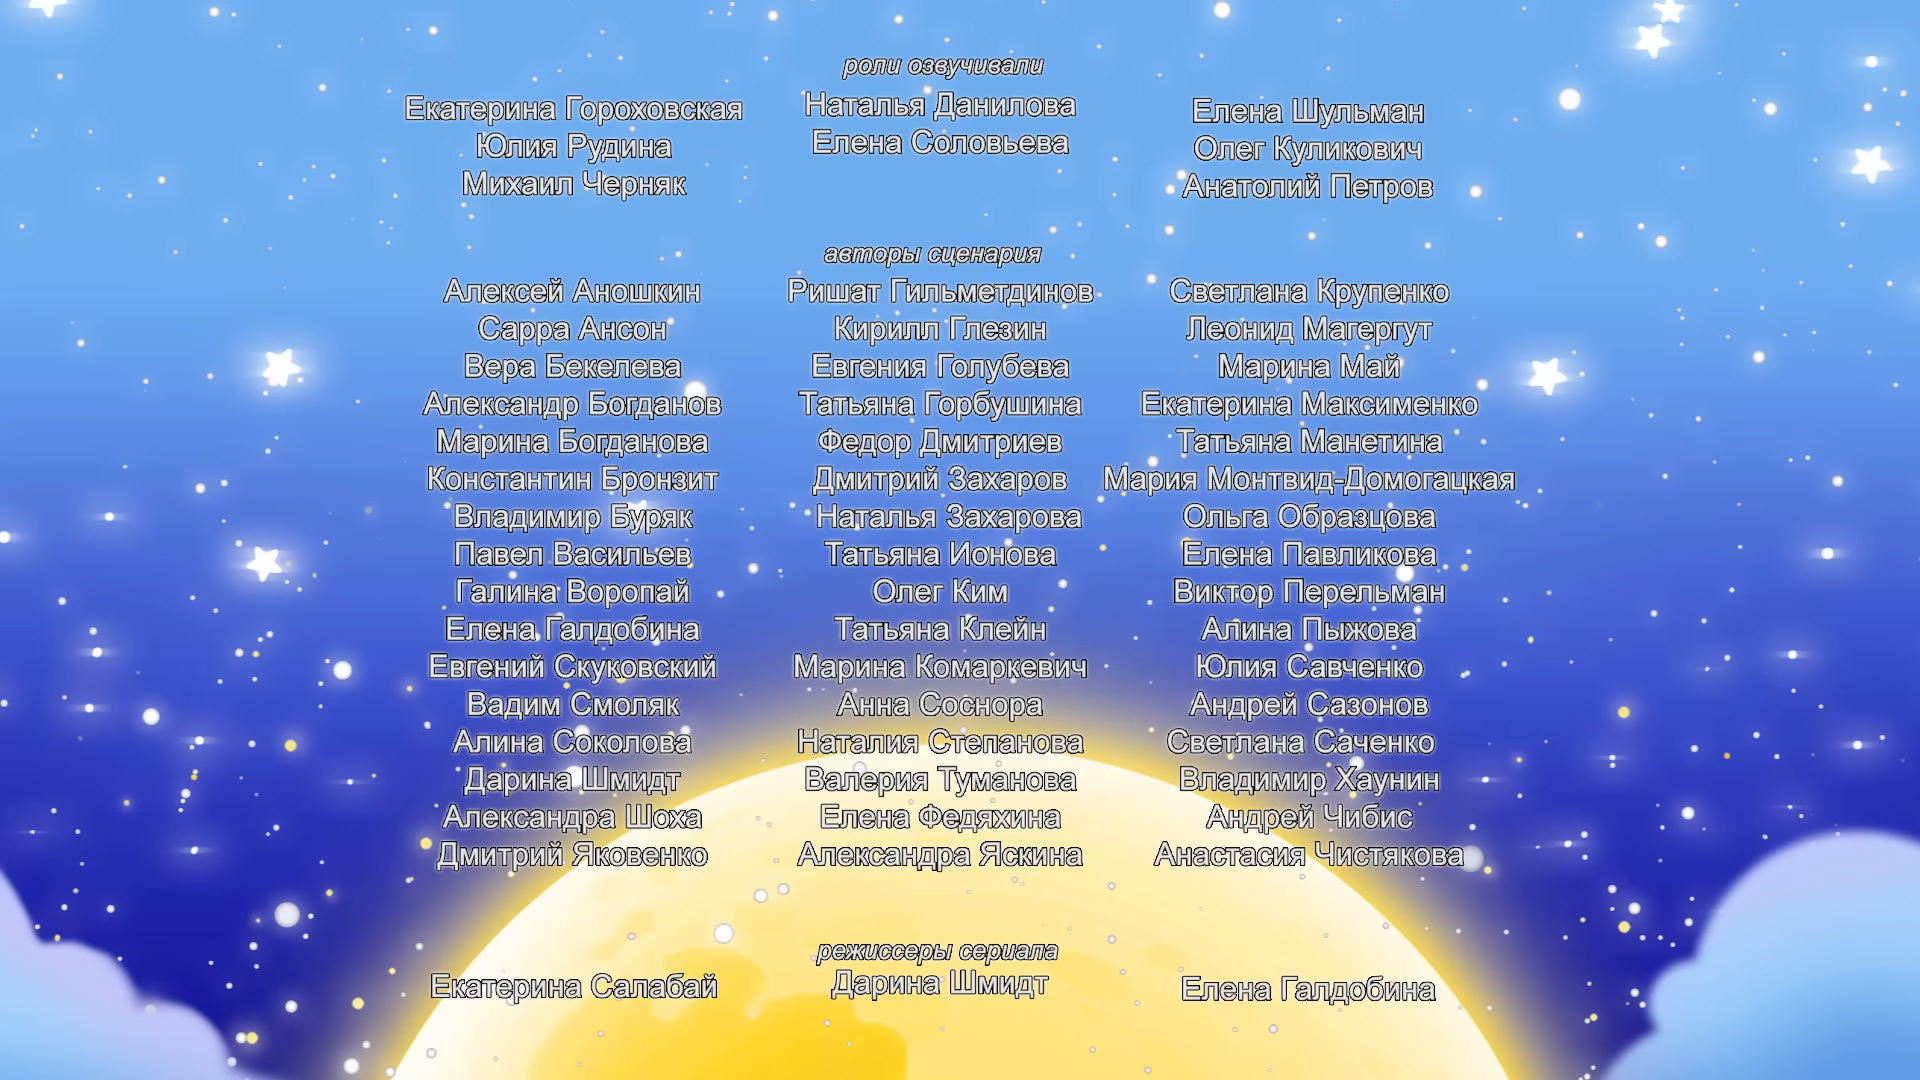 роли озвучивали
Екатерина Гороховская Наталья Данилова Елена Шульман
Юлия Рудина Елена Соловьева Олег Куликович
Михаил Черняк Анатолий Петров
авторы сценария
Алексей Аношкин Ришат Гильметдинов Светлана Крупенко
Сарра Ансон Кирилл Глезин Леонид Магергут
Вера Бекелева Евгения Голубева Марина Май
Александр Богданов Татьяна Горбушина Екатерина Максименко
Марина Богданова Федор Дмитриев Татьяна Манетина
Константин Бронзит Дмитрий Захаров Мария Монтвид-Домогацкая
Владимир Буряк Наталья Захарова Ольга Образцова
Павел Васильев Татьяна Ионова Елена Павликова
Галина Воропай Олег Ким Виктор Перельман
Елена Галдобина Татьяна Клейн Алина Пыжова
Евгений Скуковский Марина Комаркевич Юлия Савченко
Вадим Смоляк Анна Соснора Андрей Сазонов
Алина Соколова Наталия Степанова Светлана Саченко
Дарина Шмидт Валерия Туманова Владимир Хаунин
Александра Шоха Елена Федяхина Андрей Чибис
Дмитрий Яковенко Александра Яскина Анастасия Чистякова
режиссеры сериала
Екатерина Салабай Дарина Шмидт Елена Галдобина